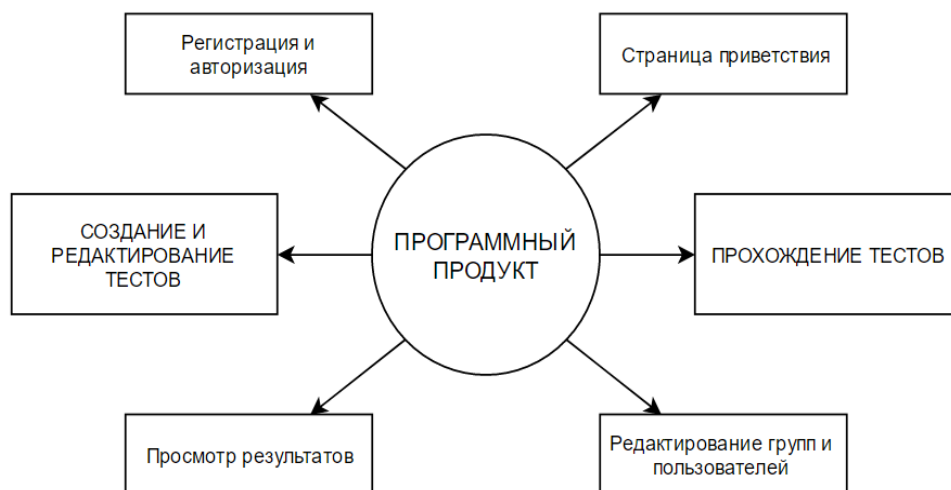 Регистрация и
авторизация
Страница приветствия
СОЗДАНИЕ И
РЕДАКТИРОВАНИЕ
ТЕСТОВ
ПРОГРАММНЫЙ
ПРОДУКТ
ПРОХОЖДЕНИЕ ТЕСТОВ
Просмотр результатов
Редактирование групп и
пользователей